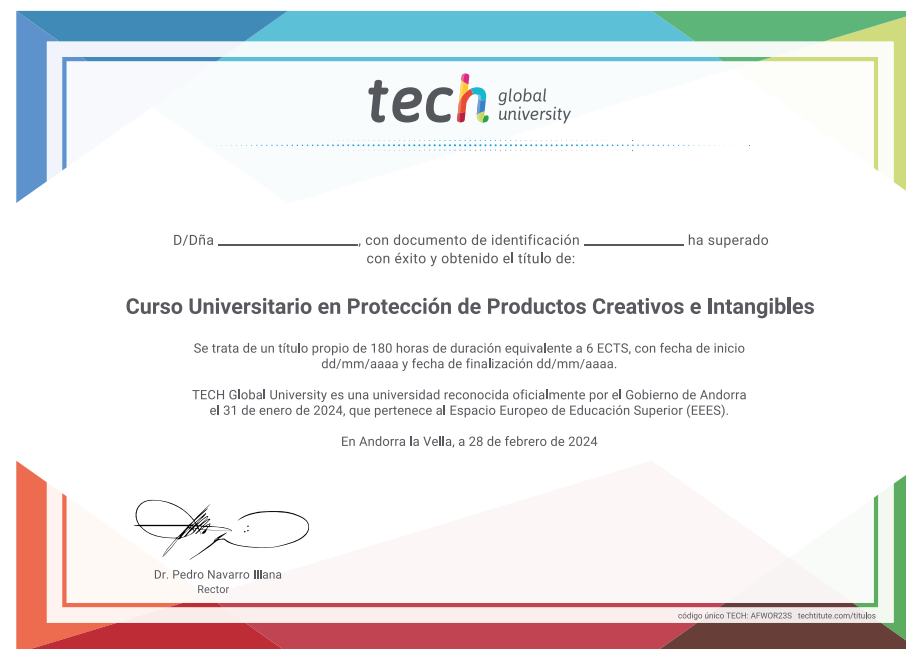 tech global university
D/Dña ____________________, con documento de identificación ______________ ha superado
con éxito y obtenido el título de:
Curso Universitario en Protección de Productos Creativos e Intangibles
Se trata de un título propio de 180 horas de duración equivalente a 6 ECTS, con fecha de inicio
dd/mm/aaaa y fecha de finalización dd/mm/aaaa.
TECH Global University es una universidad reconocida oficialmente por el Gobierno de Andorra
el 31 de enero de 2024, que pertenece al Espacio Europeo de Educación Superior (EEES).
En Andorra la Vella, a 28 de febrero de 2024
Dr. Pedro Navarro Illana
Rector
código único TECH: AFWOR23S techtitute.com/titulos